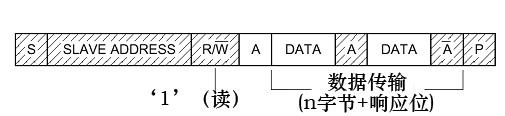 S SLAVE ADDRESS R/W̅ A DATA A DATA A̅ P
‘1’ (读) 数据传输
(n字节+响应位)